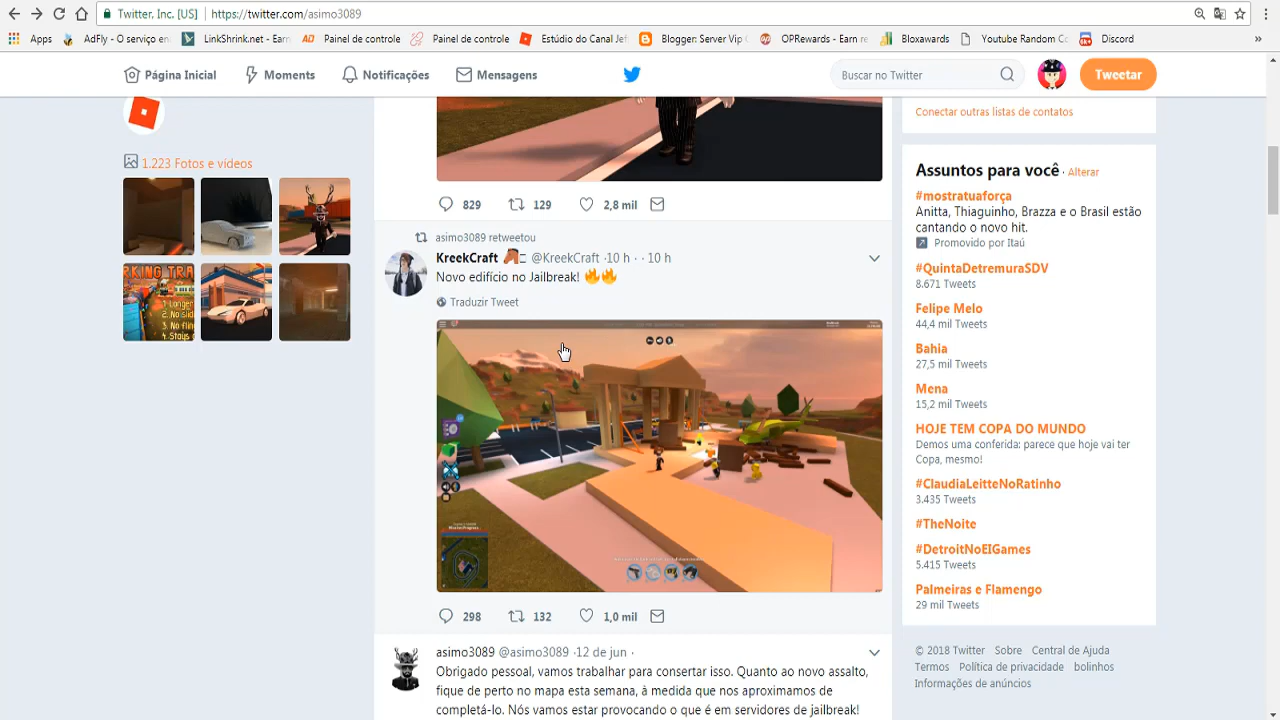 Twitter, Inc. [US] https://twitter.com/asimo3089
Apps AdFly - O serviço en LinkShrink.net - Earn Painel de controle Painel de controle Estúdio do Canal Jef Blogger: Server Vip C OPRewards - Earn re Bloxawards Youtube Random Co Discord »
Página Inicial Moments Notificações Mensagens Buscar no Twitter Tweetar
Conectar outras listas de contatos
1.223 Fotos e vídeos
829 129 2,8 mil
asimo3089 retweetou
KreekCraft @KreekCraft ·10 h · · 10 h
Novo edifício no Jailbreak!
Traduzir Tweet
298 132 1,0 mil
asimo3089 @asimo3089 ·12 de jun ·
Obrigado pessoal, vamos trabalhar para consertar isso. Quanto ao novo assalto,
fique de perto no mapa esta semana, à medida que nos aproximamos de
completá-lo. Nós vamos estar provocando o que é em servidores de jailbreak!
Assuntos para você · Alterar
#mostratuaforça
Anitta, Thiaguinho, Brazza e o Brasil estão
cantando o novo hit.
Promovido por Itaú
#QuintaDetremuraSDV
8.671 Tweets
Felipe Melo
44,4 mil Tweets
Bahia
27,5 mil Tweets
Mena
15,2 mil Tweets
HOJE TEM COPA DO MUNDO
Demos uma conferida: parece que hoje vai ter
Copa, mesmo!
#ClaudiaLeitteNoRatinho
3.435 Tweets
#TheNoite
#DetroitNoEIGames
5.415 Tweets
Palmeiras e Flamengo
29 mil Tweets
© 2018 Twitter Sobre Central de Ajuda
Termos Política de privacidade bolinhos
Informações de anúncios